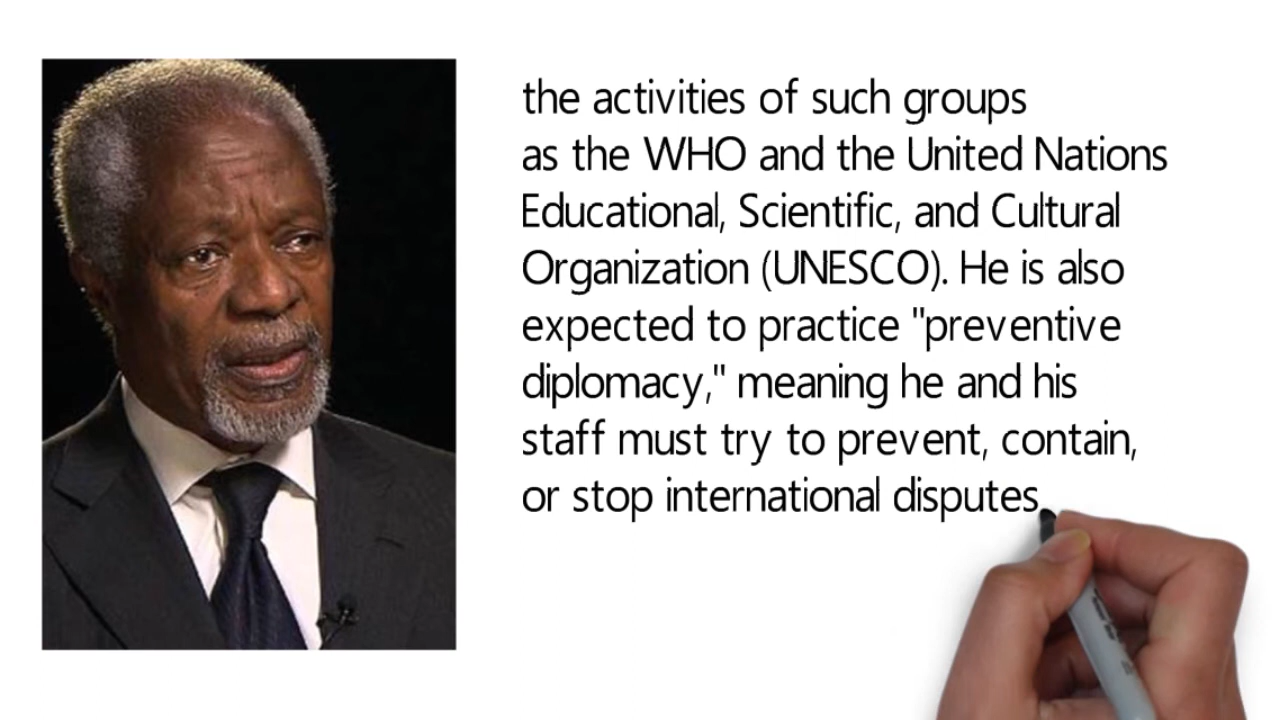 the activities of such groups
as the WHO and the United Nations
Educational, Scientific, and Cultural
Organization (UNESCO). He is also
expected to practice "preventive
diplomacy," meaning he and his
staff must try to prevent, contain,
or stop international disputes.